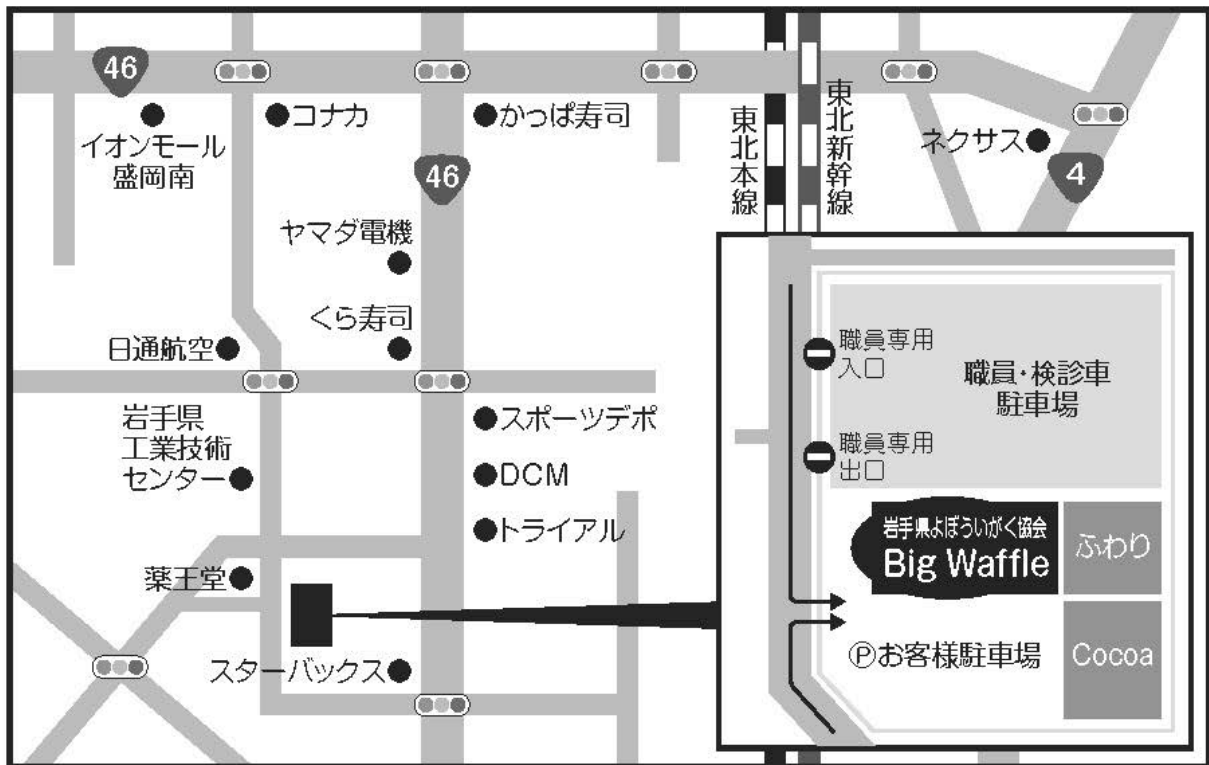 46
イオンモール
盛岡南
コナカ
かっぱ寿司
46
東北本線
東北新幹線
ネクサス
4
ヤマダ電機
くら寿司
日通航空
岩手県
工業技術
センター
スポーツデポ
DCM
トライアル
薬王堂
スターバックス
職員専用
入口
職員・検診車
駐車場
職員専用
出口
岩手県よぼういがく協会
Big Waffle
ふわり
Ⓟお客様駐車場
Cocoa